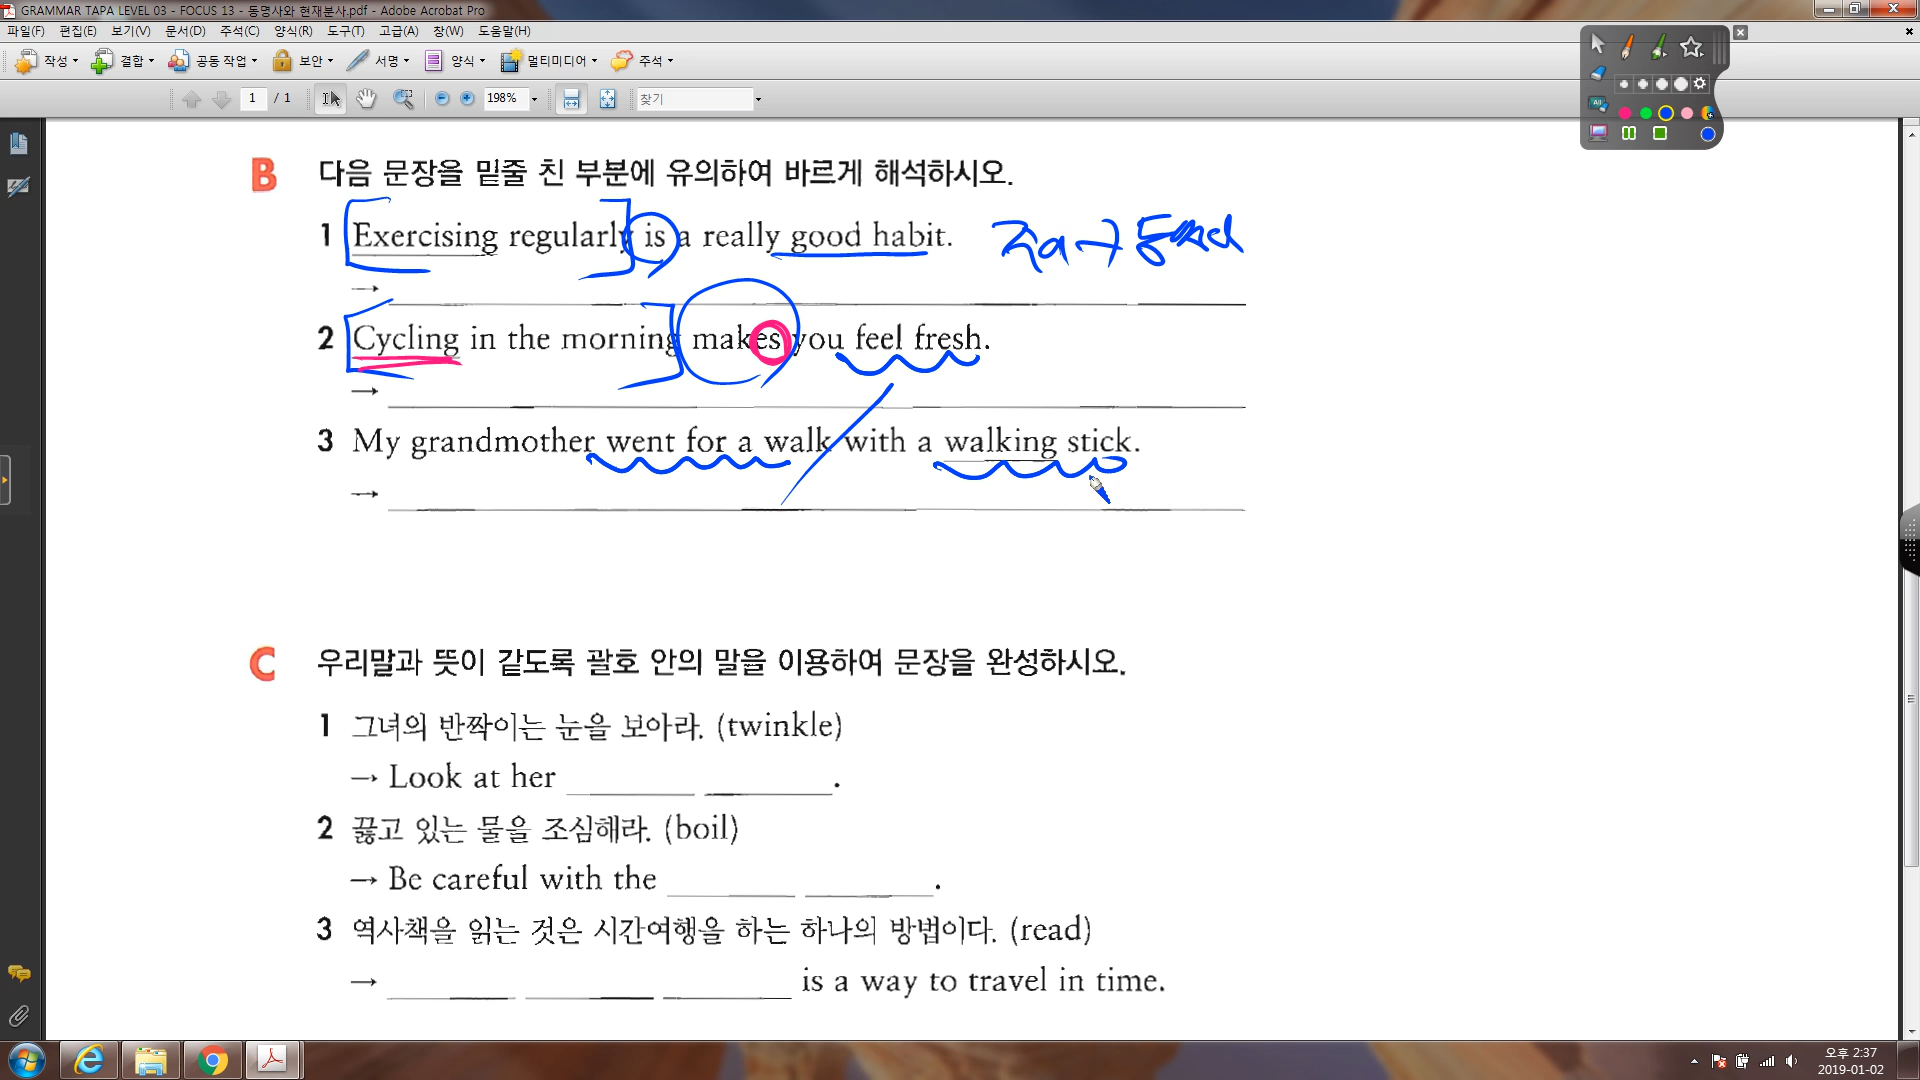 GRAMMAR TAPA LEVEL 03 - FOCUS 13 - 동명사와 현재분사.pdf - Adobe Acrobat Pro
파일(F) 편집(E) 보기(V) 문서(D) 주석(C) 양식(R) 도구(T) 고급(A) 창(W) 도움말(H)
작성 결합 공동 작업 보안 서명 양식 멀티미디어 주석
1 / 1 198% 찾기
B 다음 문장을 밑줄 친 부분에 유의하여 바르게 해석하시오.
1 Exercising regularly is a really good habit.
→
2 Cycling in the morning makes you feel fresh.
→
3 My grandmother went for a walk with a walking stick.
→
C 우리말과 뜻이 같도록 괄호 안의 말을 이용하여 문장을 완성하시오.
1 그녀의 반짝이는 눈을 보아라. (twinkle)
→ Look at her ________ ________.
2 끓고 있는 물을 조심해라. (boil)
→ Be careful with the ________ ________.
3 역사책을 읽는 것은 시간여행을 하는 하나의 방법이다. (read)
→ ________ ________ ________ is a way to travel in time.
오후 2:37
2019-01-02